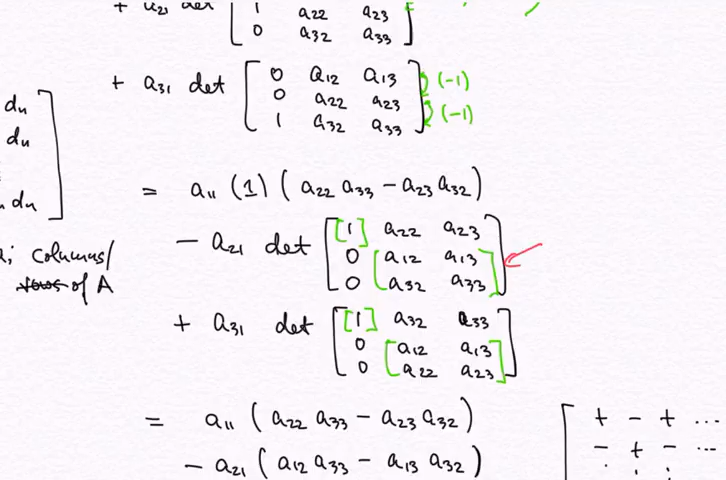 + a21 det [ 1 a22 a23
0 a32 a33 ]
+ a31 det [ 0 a12 a13
0 a22 a23
1 a32 a33 ] (-1)
(-1)
dn
dn
dn ]
= a11 (1) ( a22 a33 - a23 a32 )
- a21 det [ [1] a22 a23
0 [ a12 a13
0 a32 a33 ] ]
columns/
rows of A
+ a31 det [ [1] a32 a33
0 [ a12 a13
0 a22 a23 ] ]
= a11 ( a22 a33 - a23 a32 )
- a21 ( a12 a33 - a13 a32 )
[ + - + ...
- + - ...